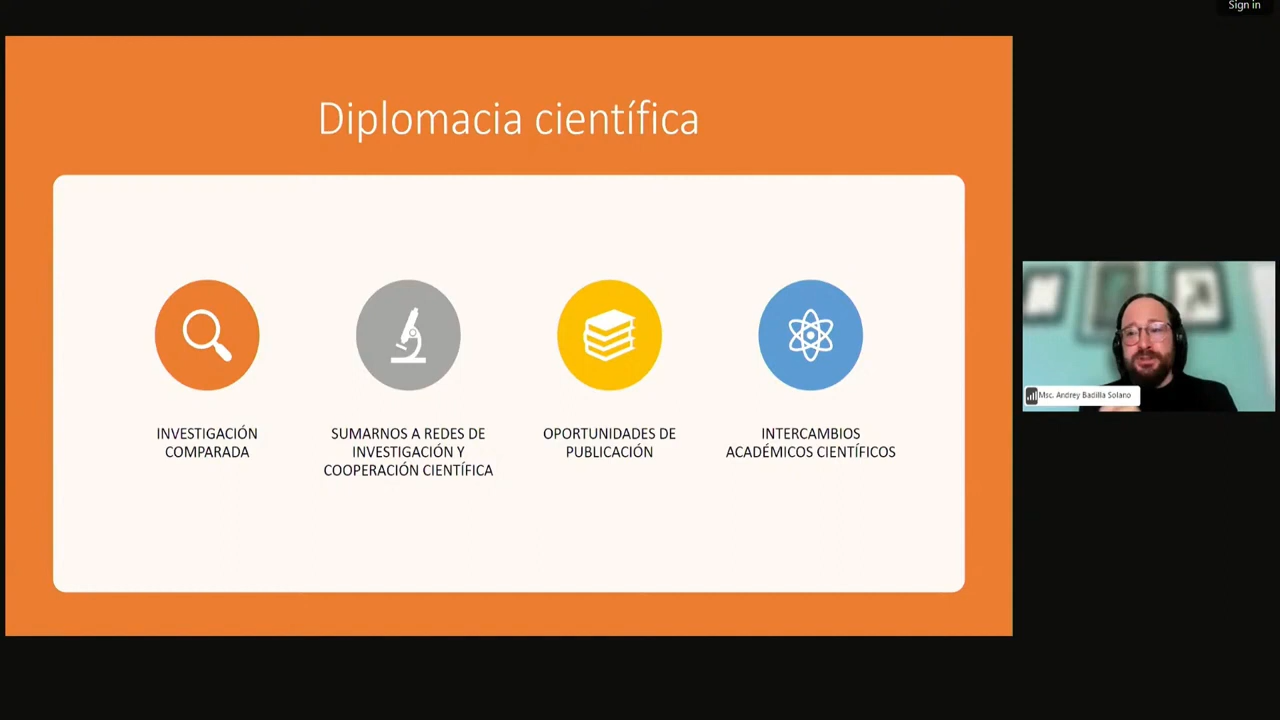 Sign in
Diplomacia científica
INVESTIGACIÓN
COMPARADA
SUMARNOS A REDES DE
INVESTIGACIÓN Y
COOPERACIÓN CIENTÍFICA
OPORTUNIDADES DE
PUBLICACIÓN
INTERCAMBIOS
ACADÉMICOS CIENTÍFICOS
Msc. Andrey Badilla Solano